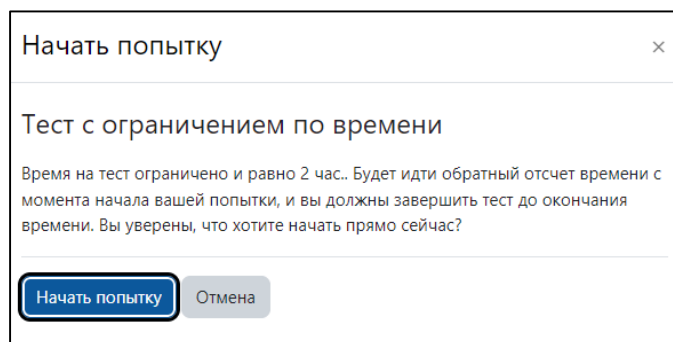 Начать попытку ×
Тест с ограничением по времени
Время на тест ограничено и равно 2 час.. Будет идти обратный отсчет времени с
момента начала вашей попытки, и вы должны завершить тест до окончания
времени. Вы уверены, что хотите начать прямо сейчас?
Начать попытку Отмена